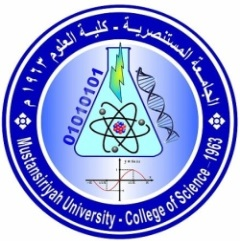 الجامعة المستنصرية - كلية العلوم ١٩٦٣ م
01010101
Mustansiriyah University - College of Science - 1963